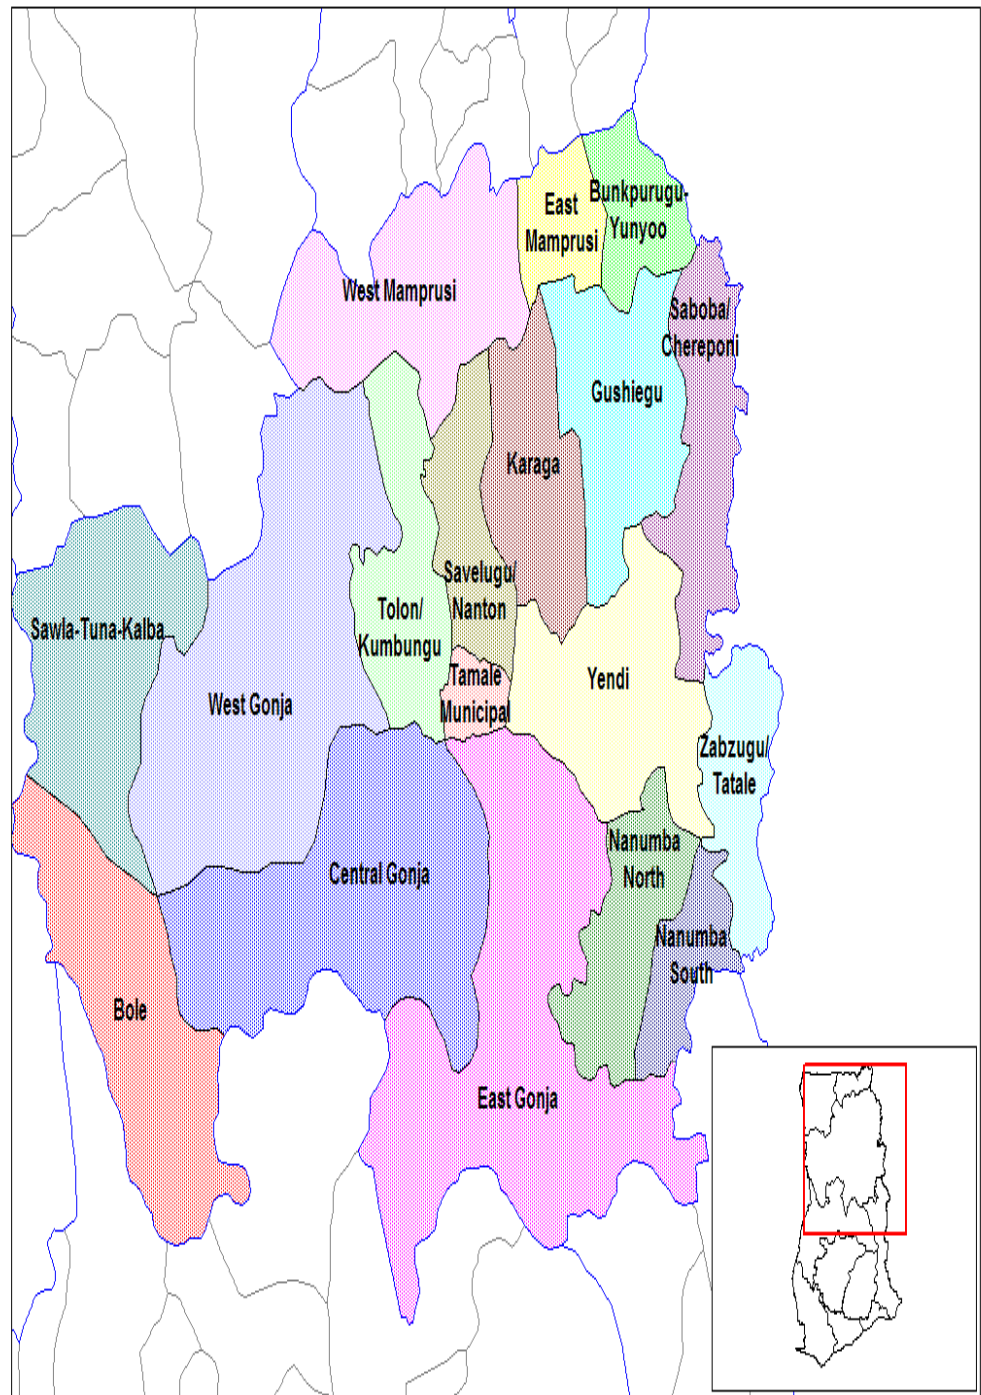 Bunkpurugu-
Yunyoo
East
Mamprusi
West Mamprusi
Saboba/
Chereponi
Gushiegu
Karaga
Savelugu/
Nanton
Tolon/
Kumbungu
Sawla-Tuna-Kalba
Tamale
Municipal
Yendi
West Gonja
Zabzugu/
Tatale
Nanumba
North
Central Gonja
Nanumba
South
Bole
East Gonja